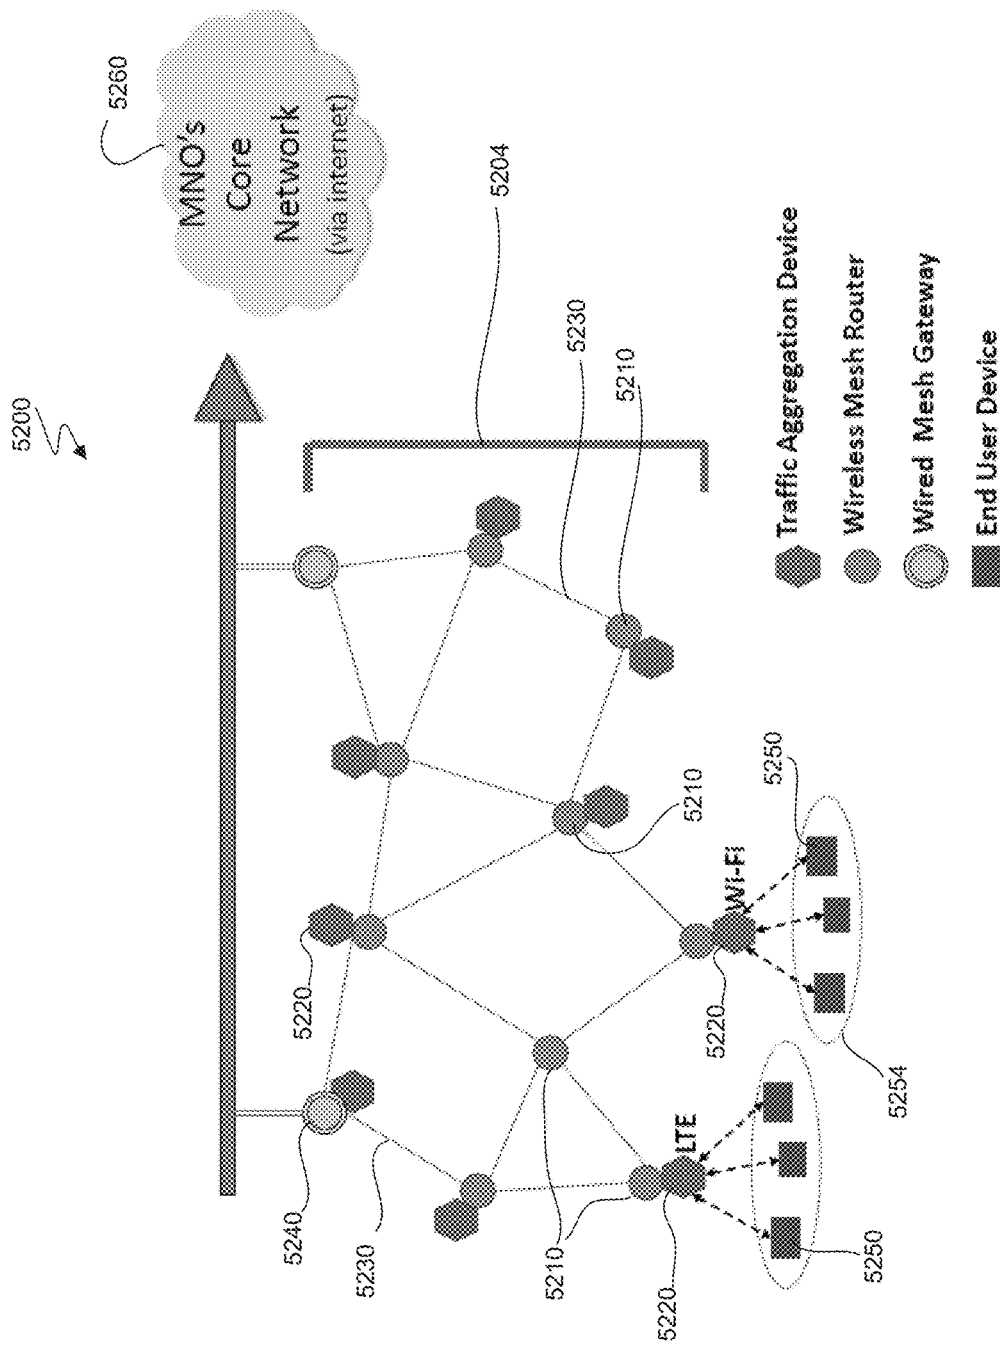 5200
5260
MNO's
Core
Network
(via internet)
5204
5230
5210
5240
5230
5220
5210
5210
5220
LTE
5220
Wi-Fi
5250
5250
5254
Traffic Aggregation Device
Wireless Mesh Router
Wired Mesh Gateway
End User Device